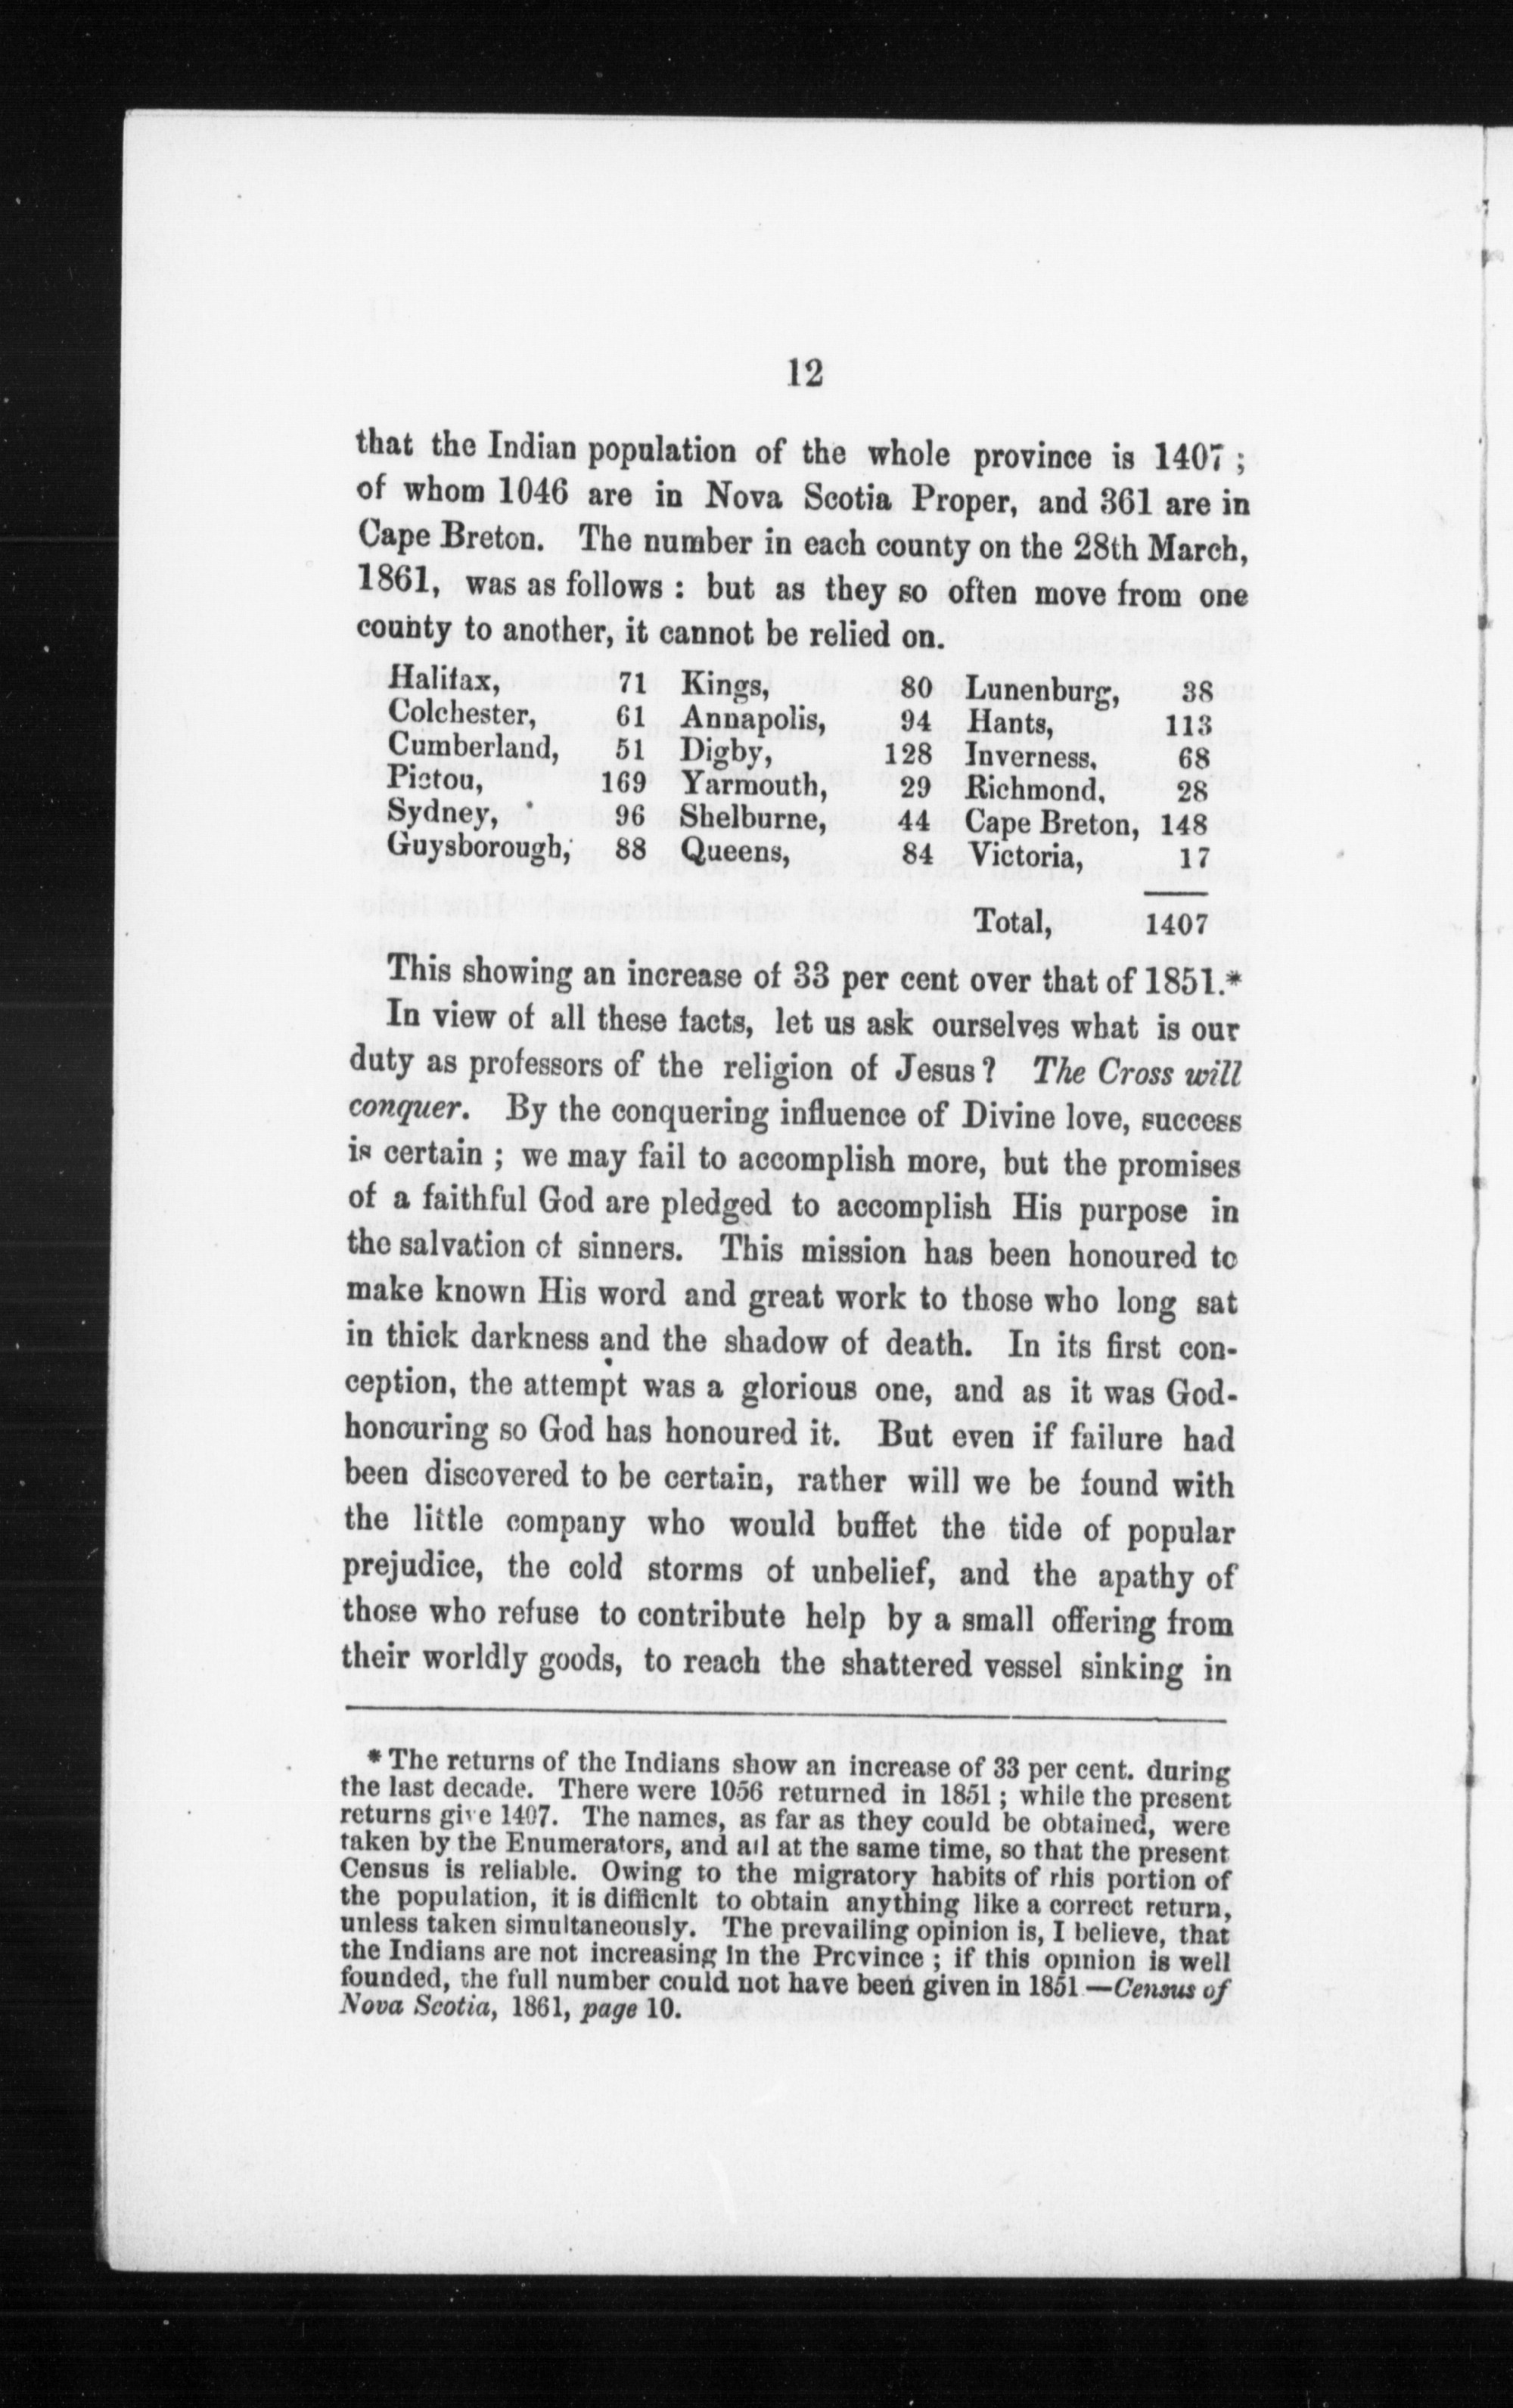 12
that the Indian population of the whole province is 1407 ;
of whom 1046 are in Nova Scotia Proper, and 361 are in
Cape Breton. The number in each county on the 28th March,
1861, was as follows : but as they so often move from one
county to another, it cannot be relied on.
Halifax, 71 Kings, 80 Lunenburg, 38
Colchester, 61 Annapolis, 94 Hants, 113
Cumberland, 51 Digby, 128 Inverness, 68
Pictou, 169 Yarmouth, 29 Richmond, 28
Sydney, 96 Shelburne, 44 Cape Breton, 148
Guysborough, 88 Queens, 84 Victoria, 17
Total, 1407
This showing an increase of 33 per cent over that of 1851.*
In view of all these facts, let us ask ourselves what is our
duty as professors of the religion of Jesus ? The Cross will
conquer. By the conquering influence of Divine love, success
is certain ; we may fail to accomplish more, but the promises
of a faithful God are pledged to accomplish His purpose in
the salvation of sinners. This mission has been honoured to
make known His word and great work to those who long sat
in thick darkness and the shadow of death. In its first con-
ception, the attempt was a glorious one, and as it was God-
honouring so God has honoured it. But even if failure had
been discovered to be certain, rather will we be found with
the little company who would buffet the tide of popular
prejudice, the cold storms of unbelief, and the apathy of
those who refuse to contribute help by a small offering from
their worldly goods, to reach the shattered vessel sinking in
* The returns of the Indians show an increase of 33 per cent. during
the last decade. There were 1056 returned in 1851 ; while the present
returns give 1407. The names, as far as they could be obtained, were
taken by the Enumerators, and all at the same time, so that the present
Census is reliable. Owing to the migratory habits of rhis portion of
the population, it is difficnlt to obtain anything like a correct return,
unless taken simultaneously. The prevailing opinion is, I believe, that
the Indians are not increasing in the Province ; if this opinion is well
founded, the full number could not have been given in 1851 —Census of
Nova Scotia, 1861, page 10.